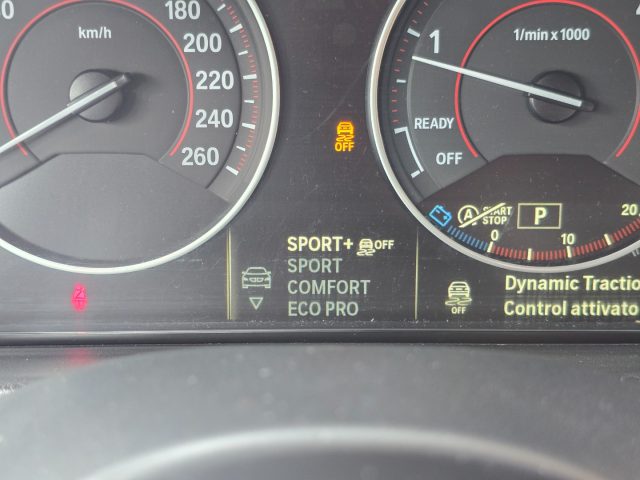 180
km/h
200
220
240
260
1
1/min x 1000
READY
OFF
OFF
START
STOP
P
0
10
20
SPORT+ OFF
SPORT
COMFORT
ECO PRO
OFF
Dynamic Tractio
Control attivato